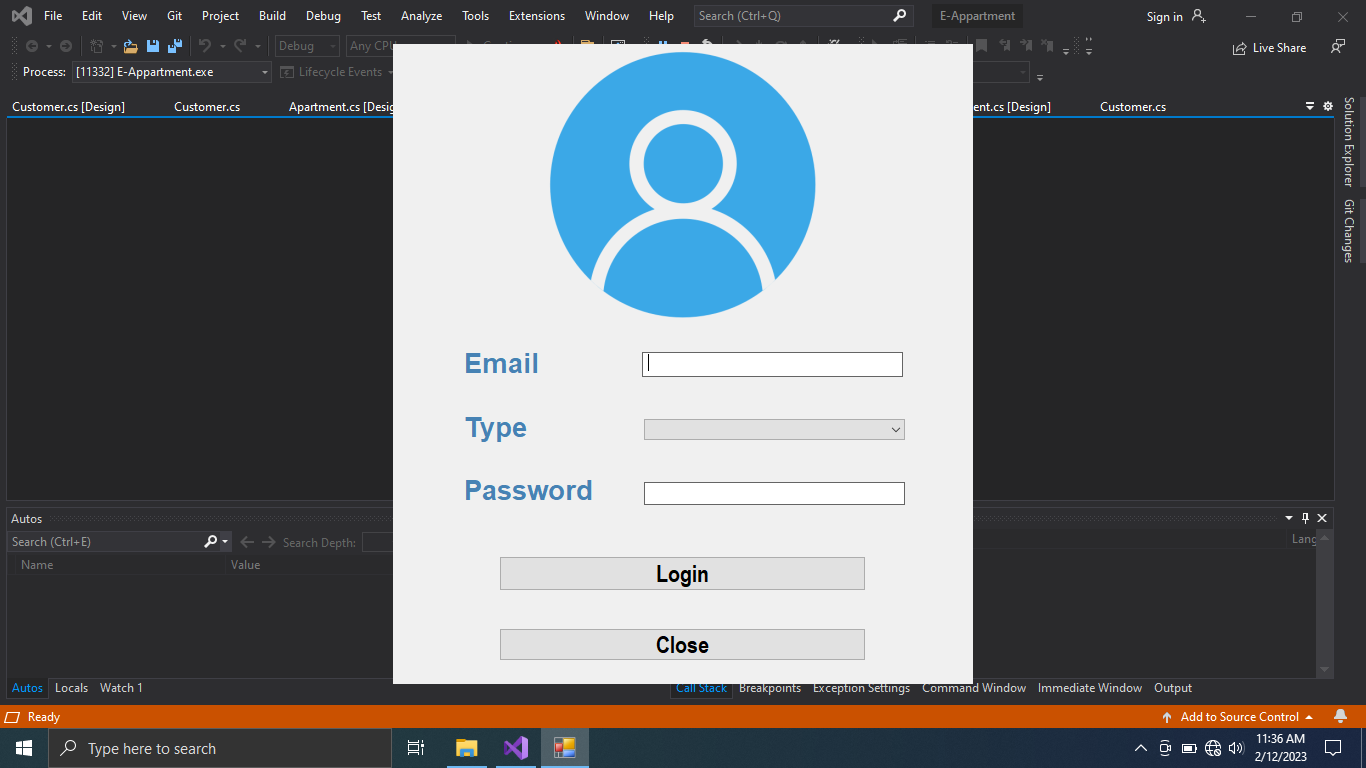 File Edit View Git Project Build Debug Test Analyze Tools Extensions Window Help Search (Ctrl+Q) E-Appartment Sign in
Debug Any CPU Live Share
Process: [11332] E-Appartment.exe Lifecycle Events
Customer.cs [Design] Customer.cs Apartment.cs [Desig ent.cs [Design] Customer.cs
Solution Explorer
Git Changes
Email
Type
Password
Login
Close
Autos
Search (Ctrl+E) Search Depth: Lang
Name Value
Autos Locals Watch 1 Call Stack Breakpoints Exception Settings Command Window Immediate Window Output
Ready Add to Source Control
Type here to search 11:36 AM
2/12/2023